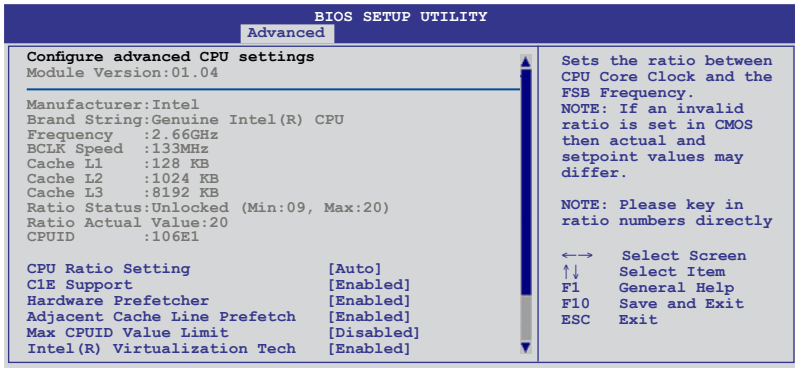 BIOS SETUP UTILITY
Advanced
Configure advanced CPU settings
Module Version:01.04
Manufacturer:Intel
Brand String:Genuine Intel(R) CPU
Frequency :2.66GHz
BCLK Speed :133MHz
Cache L1 :128 KB
Cache L2 :1024 KB
Cache L3 :8192 KB
Ratio Status:Unlocked (Min:09, Max:20)
Ratio Actual Value:20
CPUID :106E1
CPU Ratio Setting [Auto]
C1E Support [Enabled]
Hardware Prefetcher [Enabled]
Adjacent Cache Line Prefetch [Enabled]
Max CPUID Value Limit [Disabled]
Intel(R) Virtualization Tech [Enabled]
Sets the ratio between
CPU Core Clock and the
FSB Frequency.
NOTE: If an invalid
ratio is set in CMOS
then actual and
setpoint values may
differ.
NOTE: Please key in
ratio numbers directly
←→ Select Screen
↑↓ Select Item
F1 General Help
F10 Save and Exit
ESC Exit